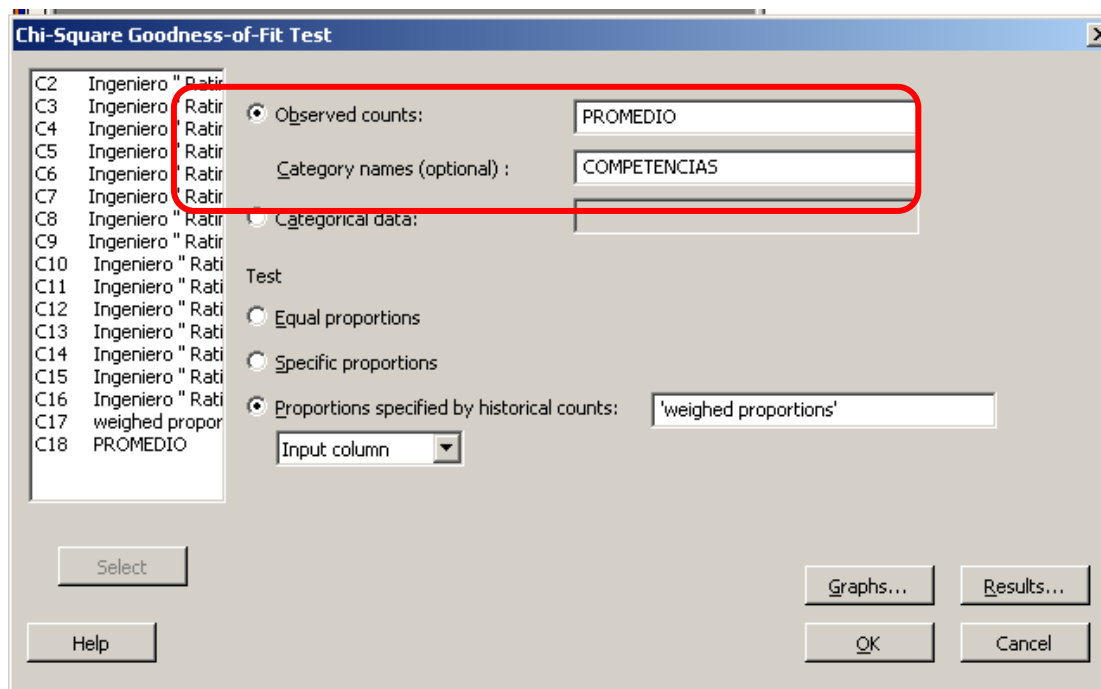 Chi-Square Goodness-of-Fit Test
C2 Ingeniero " Ratin
C3 Ingeniero " Ratir
C4 Ingeniero " Ratir
C5 Ingeniero " Ratir
C6 Ingeniero " Ratir
C7 Ingeniero " Ratir
C8 Ingeniero " Ratir
C9 Ingeniero " Ratir
C10 Ingeniero " Rati
C11 Ingeniero " Rati
C12 Ingeniero " Rati
C13 Ingeniero " Rati
C14 Ingeniero " Rati
C15 Ingeniero " Rati
C16 Ingeniero " Rati
C17 weighed propor
C18 PROMEDIO
Observed counts: PROMEDIO
Category names (optional) : COMPETENCIAS
Categorical data:
Test
Equal proportions
Specific proportions
Proportions specified by historical counts: 'weighed proportions'
Input column
Select
Graphs... Results...
Help OK Cancel